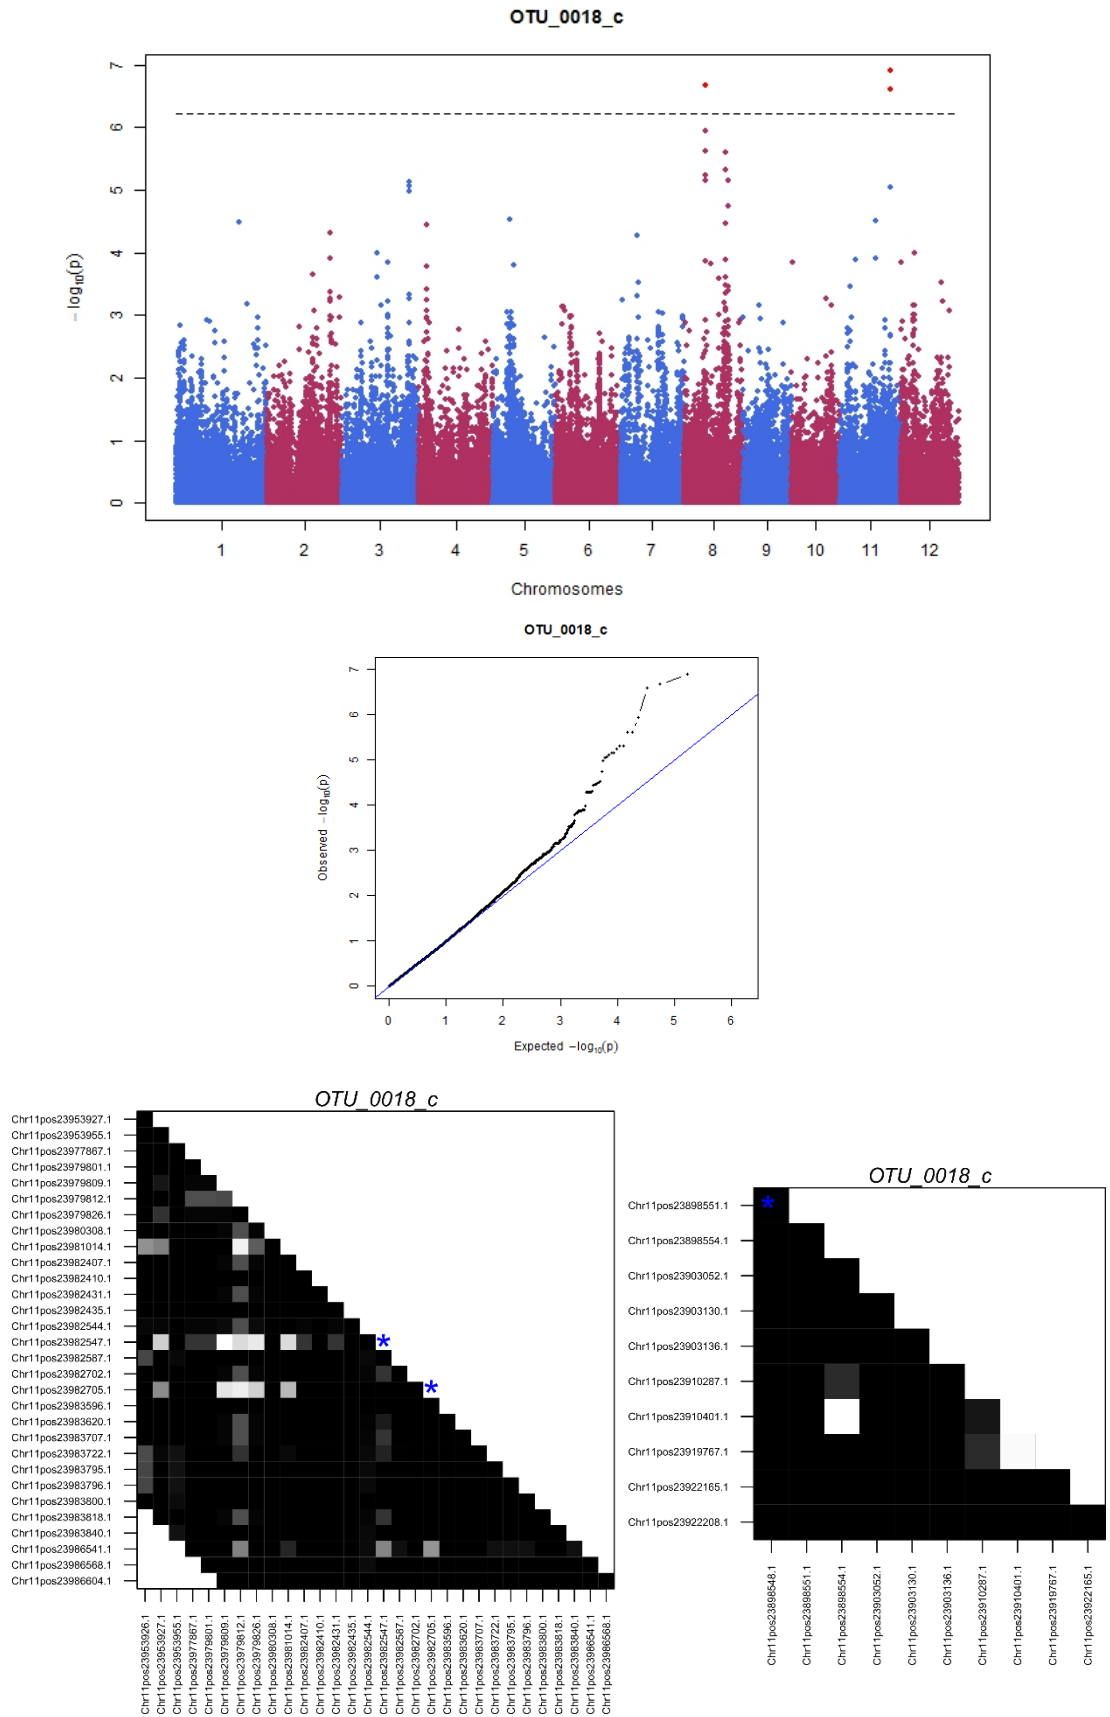 OTU_0018_c
7
6
5
4
3
2
1
0
− log₁₀(p)
1 2 3 4 5 6 7 8 9 10 11 12
Chromosomes
OTU_0018_c
7
6
5
4
3
2
1
0
Observed −log₁₀(p)
0 1 2 3 4 5 6
Expected −log₁₀(p)
OTU_0018_c
Chr11pos23953927.1
Chr11pos23953955.1
Chr11pos23977867.1
Chr11pos23979801.1
Chr11pos23979809.1
Chr11pos23979812.1
Chr11pos23979826.1
Chr11pos23980308.1
Chr11pos23981014.1
Chr11pos23982407.1
Chr11pos23982410.1
Chr11pos23982431.1
Chr11pos23982435.1
Chr11pos23982544.1
Chr11pos23982547.1
Chr11pos23982587.1
Chr11pos23982702.1
Chr11pos23982705.1
Chr11pos23983596.1
Chr11pos23983620.1
Chr11pos23983707.1
Chr11pos23983722.1
Chr11pos23983795.1
Chr11pos23983796.1
Chr11pos23983800.1
Chr11pos23983818.1
Chr11pos23983840.1
Chr11pos23986541.1
Chr11pos23986568.1
Chr11pos23986604.1
Chr11pos23953926.1
Chr11pos23953927.1
Chr11pos23953955.1
Chr11pos23977867.1
Chr11pos23979801.1
Chr11pos23979809.1
Chr11pos23979812.1
Chr11pos23979826.1
Chr11pos23980308.1
Chr11pos23981014.1
Chr11pos23982407.1
Chr11pos23982410.1
Chr11pos23982431.1
Chr11pos23982435.1
Chr11pos23982544.1
Chr11pos23982547.1
Chr11pos23982587.1
Chr11pos23982702.1
Chr11pos23982705.1
Chr11pos23983596.1
Chr11pos23983620.1
Chr11pos23983707.1
Chr11pos23983722.1
Chr11pos23983795.1
Chr11pos23983796.1
Chr11pos23983800.1
Chr11pos23983818.1
Chr11pos23983840.1
Chr11pos23986541.1
Chr11pos23986568.1
OTU_0018_c
Chr11pos23898551.1
Chr11pos23898554.1
Chr11pos23903052.1
Chr11pos23903130.1
Chr11pos23903136.1
Chr11pos23910287.1
Chr11pos23910401.1
Chr11pos23919767.1
Chr11pos23922165.1
Chr11pos23922208.1
Chr11pos23898548.1
Chr11pos23898551.1
Chr11pos23898554.1
Chr11pos23903052.1
Chr11pos23903130.1
Chr11pos23903136.1
Chr11pos23910287.1
Chr11pos23910401.1
Chr11pos23919767.1
Chr11pos23922165.1